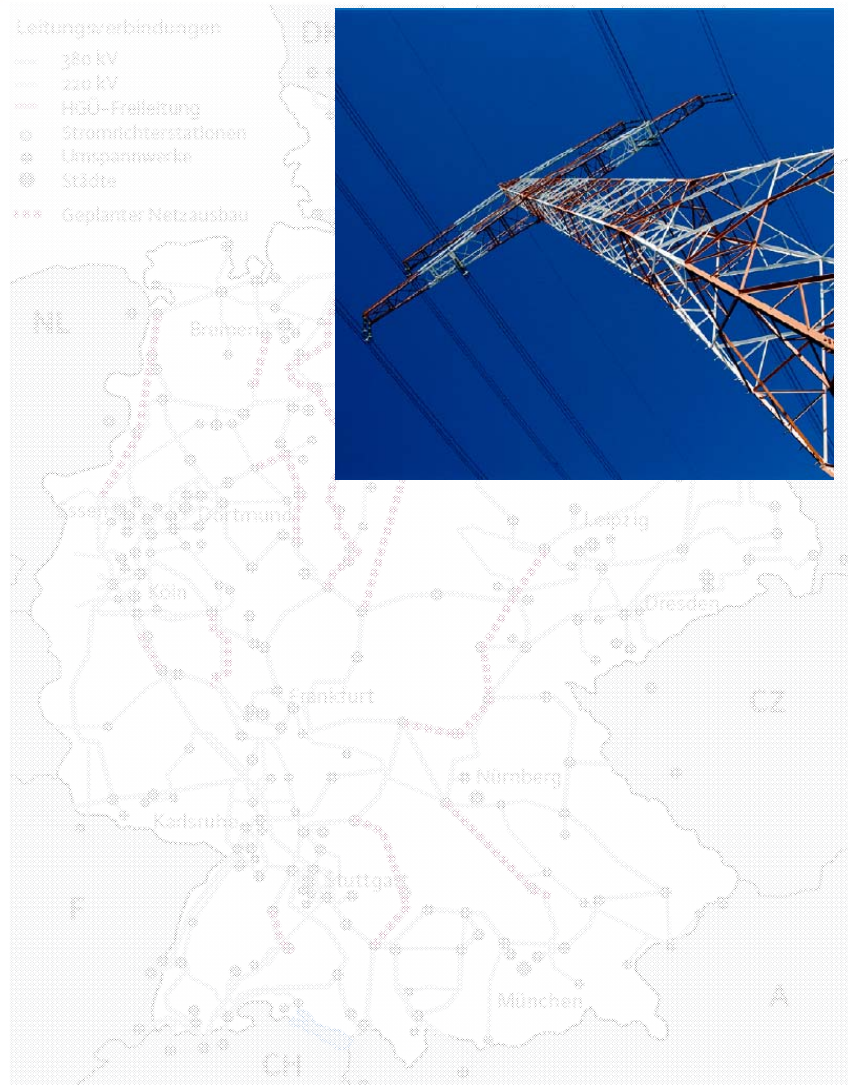 Leitungsverbindungen
380 kV
220 kV
HGÜ-Freileitung
Stromrichterstationen
Umspannwerke
Städte
Geplanter Netzausbau
NL
Bremen
Essen
Dortmund
Leipzig
Köln
Dresden
Frankfurt
CZ
Nürnberg
Karlsruhe
Stuttgart
F
München
A
CH